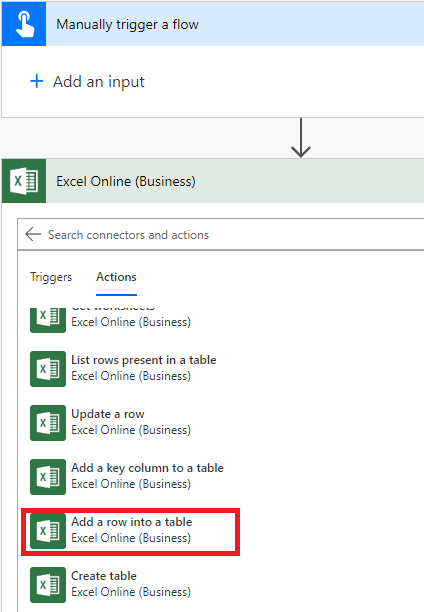 Manually trigger a flow
+ Add an input
Excel Online (Business)
Search connectors and actions
Triggers Actions
Get worksheets
Excel Online (Business)
List rows present in a table
Excel Online (Business)
Update a row
Excel Online (Business)
Add a key column to a table
Excel Online (Business)
Add a row into a table
Excel Online (Business)
Create table
Excel Online (Business)